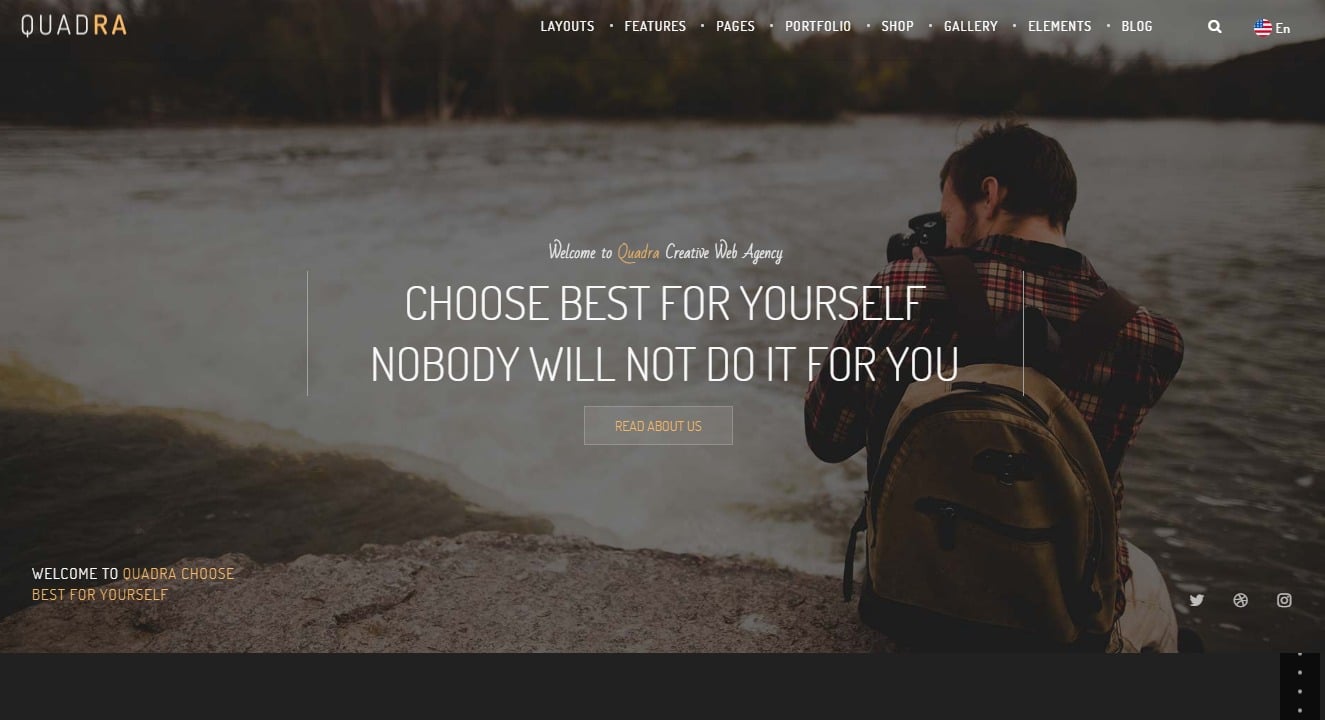 QUADRA
LAYOUTS • FEATURES • PAGES • PORTFOLIO • SHOP • GALLERY • ELEMENTS • BLOG
En
Welcome to Quadra Creative Web Agency
CHOOSE BEST FOR YOURSELF
NOBODY WILL NOT DO IT FOR YOU
READ ABOUT US
WELCOME TO QUADRA CHOOSE
BEST FOR YOURSELF